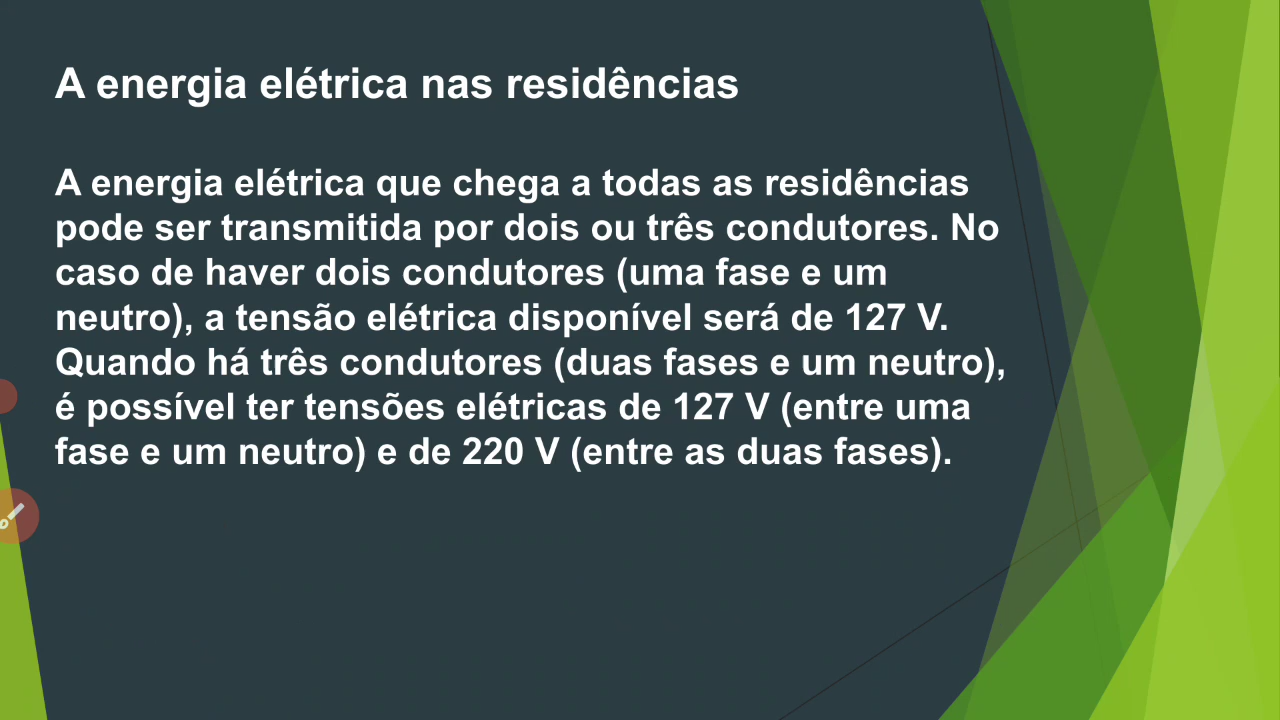 A energia elétrica nas residências
A energia elétrica que chega a todas as residências
pode ser transmitida por dois ou três condutores. No
caso de haver dois condutores (uma fase e um
neutro), a tensão elétrica disponível será de 127 V.
Quando há três condutores (duas fases e um neutro),
é possível ter tensões elétricas de 127 V (entre uma
fase e um neutro) e de 220 V (entre as duas fases).